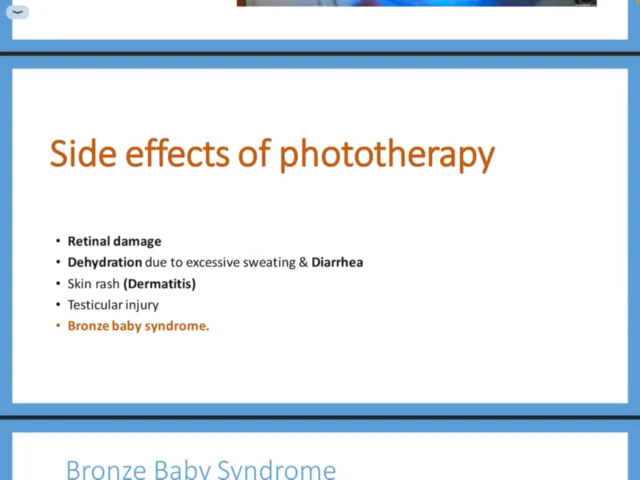 Side effects of phototherapy
• Retinal damage
• Dehydration due to excessive sweating & Diarrhea
• Skin rash (Dermatitis)
• Testicular injury
• Bronze baby syndrome.
Bronze Baby Syndrome